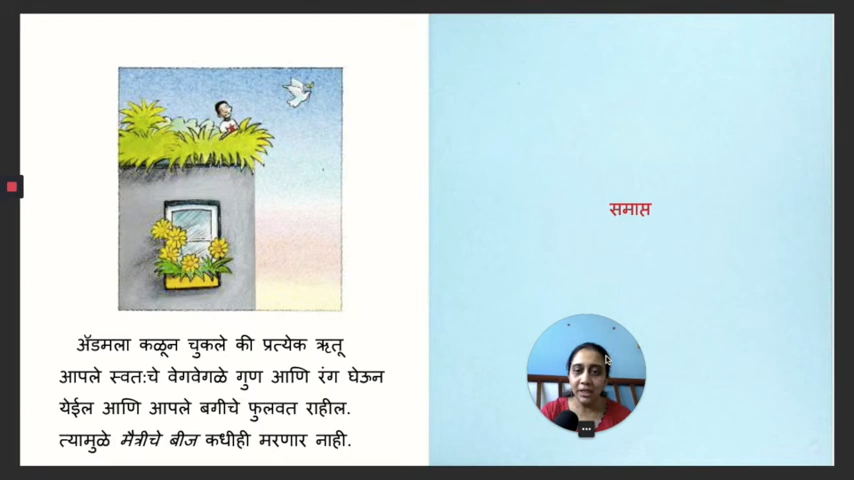 ॲडमला कळून चुकले की प्रत्येक ऋतू
आपले स्वतःचे वेगवेगळे गुण आणि रंग घेऊन
येईल आणि आपले बगीचे फुलवत राहील.
त्यामुळे मैत्रीचे बीज कधीही मरणार नाही.
समाप्त